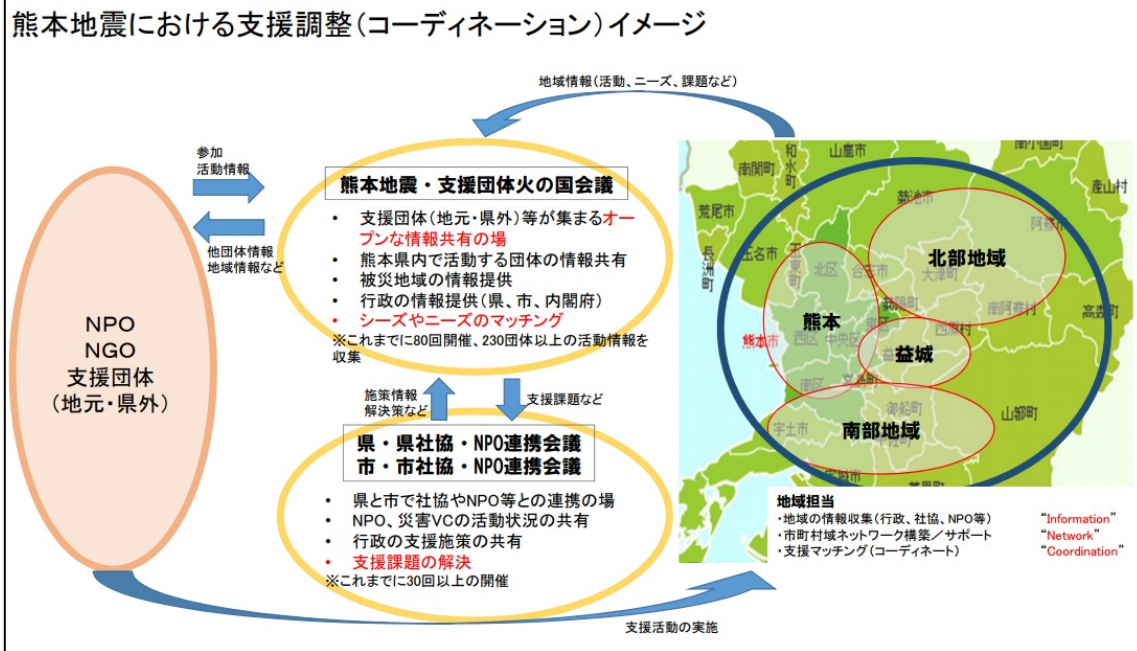 熊本地震における支援調整(コーディネーション)イメージ
地域情報(活動、ニーズ、課題など)
参加
活動情報
他団体情報
地域情報など
NPO
NGO
支援団体
(地元・県外)
熊本地震・支援団体火の国会議
• 支援団体(地元・県外)等が集まるオー
プンな情報共有の場
• 熊本県内で活動する団体の情報共有
• 被災地域の情報提供
• 行政の情報提供(県、市、内閣府)
• シーズやニーズのマッチング
※これまでに80回開催、230団体以上の活動情報を
収集
施策情報
解決策など
支援課題など
県・県社協・NPO連携会議
市・市社協・NPO連携会議
• 県と市で社協やNPO等との連携の場
• NPO、災害VCの活動状況の共有
• 行政の支援施策の共有
• 支援課題の解決
※これまでに30回以上の開催
支援活動の実施
南関町
和水町
山鹿市
南小国町
産山村
荒尾市
菊池市
阿蘇市
長洲町
玉名市
玉東町
北区
合志市
大津町
北部地域
菊陽町
南阿蘇村
高森町
熊本
東区
西原村
熊本市
西区
中央区
益城
南区
嘉島町
御船町
山都町
宇土市
南部地域
地域担当
・地域の情報収集(行政、社協、NPO等) “Information”
・市町村域ネットワーク構築/サポート “Network”
・支援マッチング(コーディネート) “Coordination”